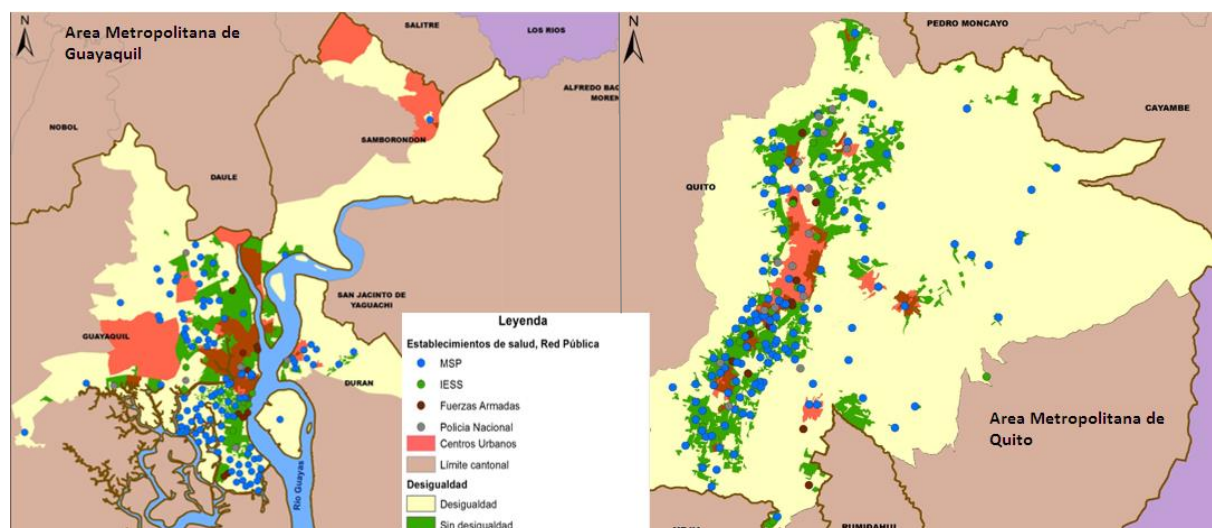 N
Area Metropolitana de
Guayaquil
SALITRE
LOS RIOS
NOBOL
ALFREDO BAQ
MOREN
SAMBORONDON
DAULE
SAN JACINTO DE
YAGUACHI
GUAYAQUIL
DURAN
Rio Guayas
Leyenda
Establecimientos de salud, Red Pública
MSP
IESS
Fuerzas Armadas
Policia Nacional
Centros Urbanos
Límite cantonal
Desigualdad
Desigualdad
Sin desigualdad
N
PEDRO MONCAYO
CAYAMBE
QUITO
Area Metropolitana de
Quito
RUMIÑAHUI